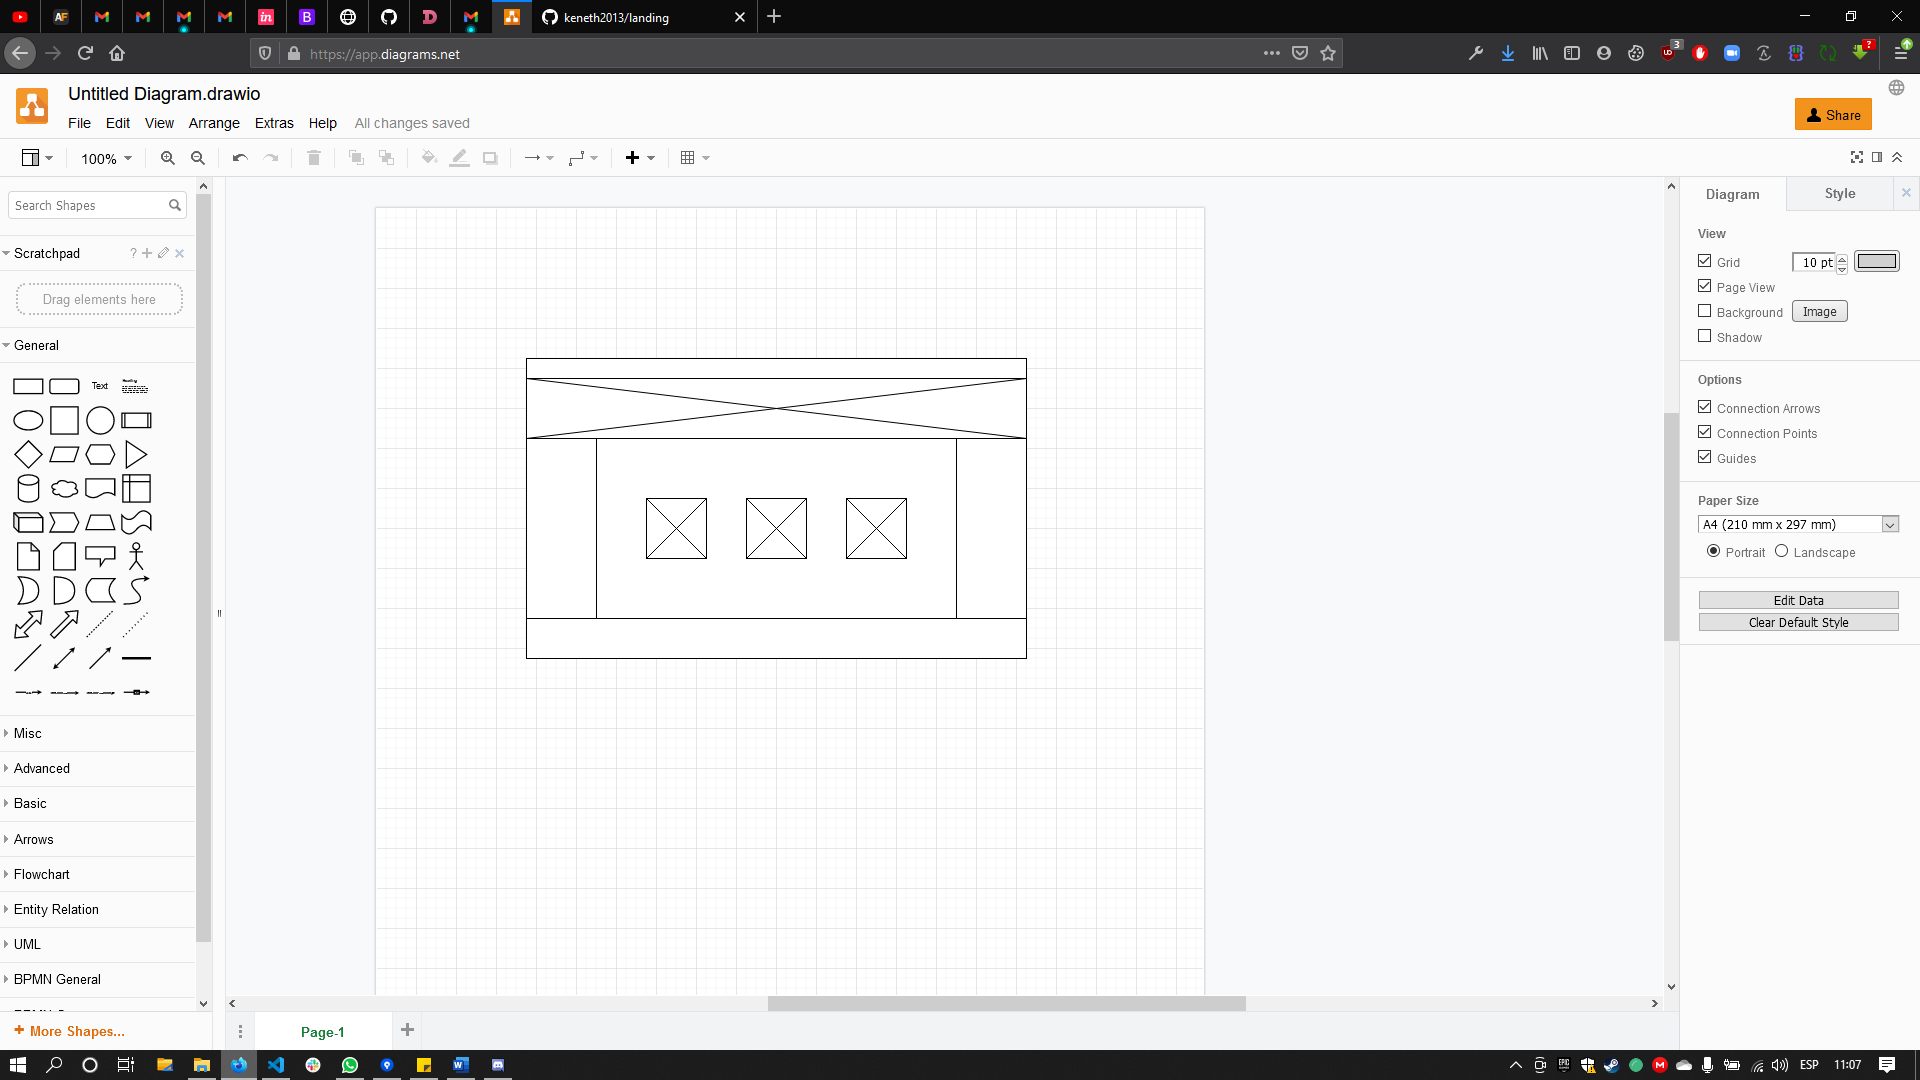 AF
in
B
D
keneth2013/landing
https://app.diagrams.net
3
?
Untitled Diagram.drawio
File Edit View Arrange Extras Help All changes saved
Share
100%
Search Shapes
Scratchpad
?
Drag elements here
General
Text
Heading
Misc
Advanced
Basic
Arrows
Flowchart
Entity Relation
UML
BPMN General
+ More Shapes...
Page-1
Diagram Style
View
Grid 10 pt
Page View
Background Image
Shadow
Options
Connection Arrows
Connection Points
Guides
Paper Size
A4 (210 mm x 297 mm)
Portrait Landscape
Edit Data
Clear Default Style
ESP 11:07